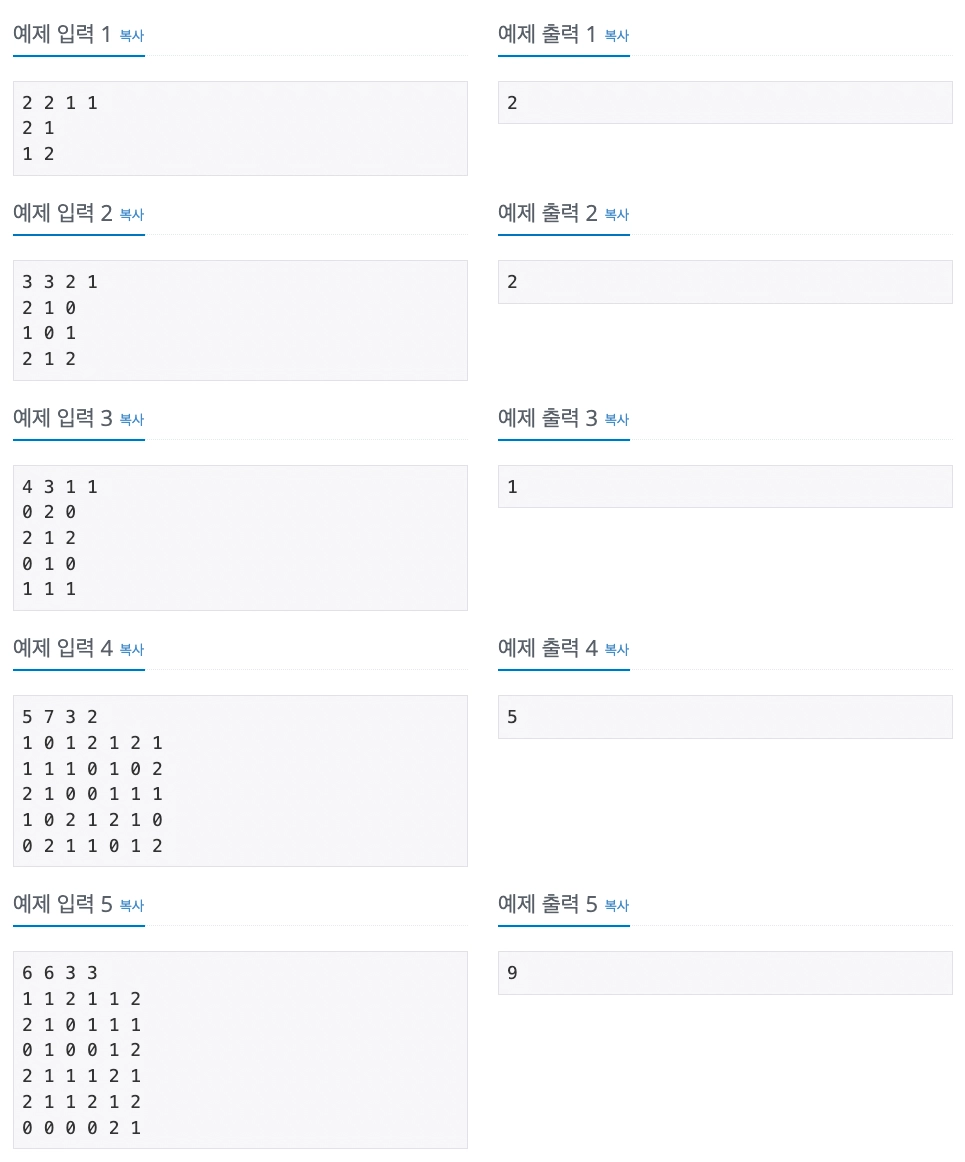 예제 입력 1 복사
2 2 1 1
2 1
1 2
예제 출력 1 복사
2
예제 입력 2 복사
3 3 2 1
2 1 0
1 0 1
2 1 2
예제 출력 2 복사
2
예제 입력 3 복사
4 3 1 1
0 2 0
2 1 2
0 1 0
1 1 1
예제 출력 3 복사
1
예제 입력 4 복사
5 7 3 2
1 0 1 2 1 2 1
1 1 1 0 1 0 2
2 1 0 0 1 1 1
1 0 2 1 2 1 0
0 2 1 1 0 1 2
예제 출력 4 복사
5
예제 입력 5 복사
6 6 3 3
1 1 2 1 1 2
2 1 0 1 1 1
0 1 0 0 1 2
2 1 1 1 2 1
2 1 1 2 1 2
0 0 0 0 2 1
예제 출력 5 복사
9